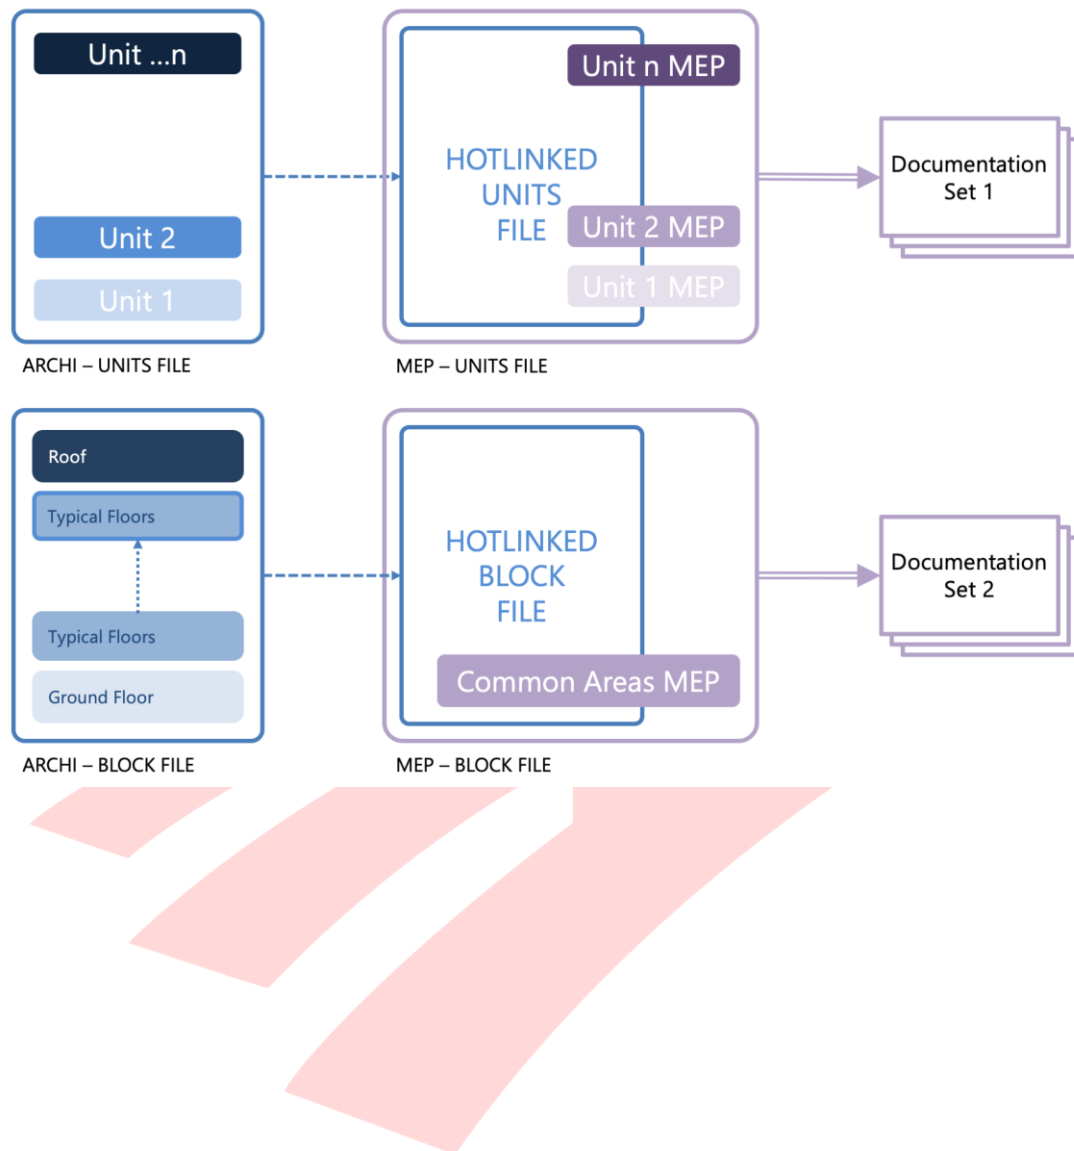 Unit ...n
Unit 2
Unit 1
ARCHI – UNITS FILE
HOTLINKED
UNITS
FILE
Unit n MEP
Unit 2 MEP
Unit 1 MEP
MEP – UNITS FILE
Documentation
Set 1
Roof
Typical Floors
Typical Floors
Ground Floor
ARCHI – BLOCK FILE
HOTLINKED
BLOCK
FILE
Common Areas MEP
MEP – BLOCK FILE
Documentation
Set 2